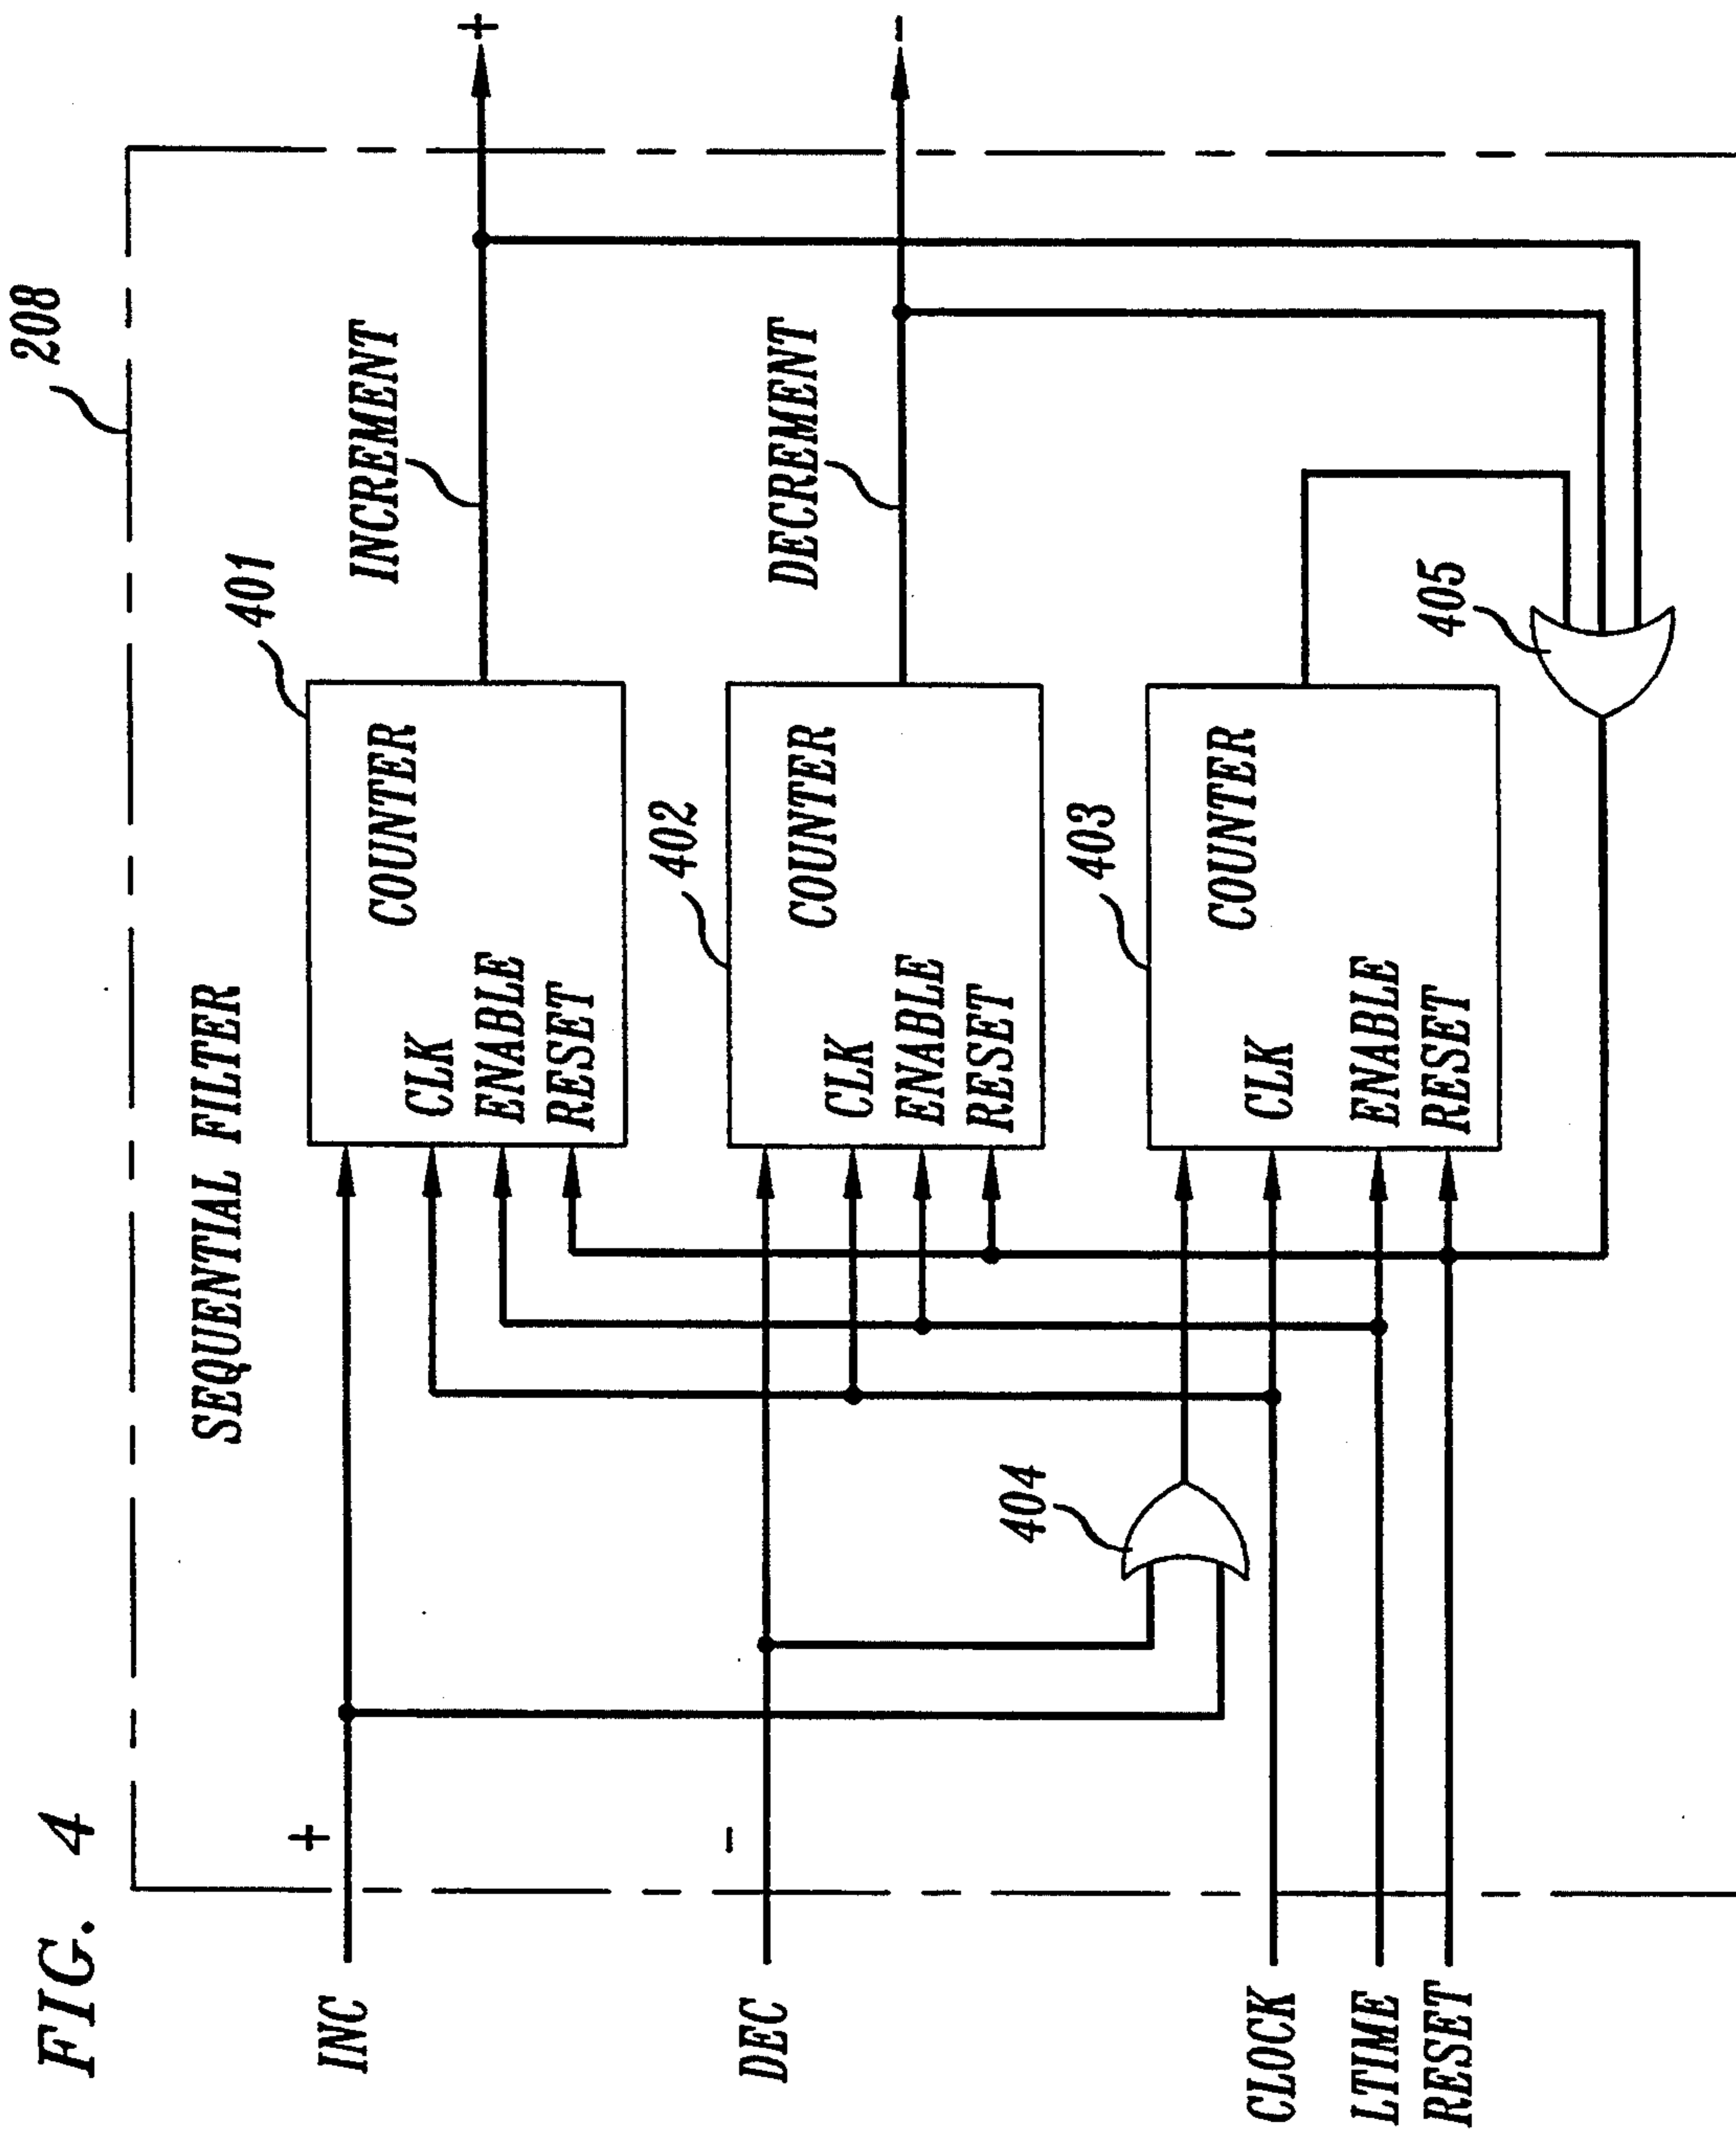 FIG. 4
208
SEQUENTIAL FILTER
401
INC
+
COUNTER
CLK
ENABLE
RESET
INCREMENT
+
402
DEC
-
COUNTER
CLK
ENABLE
RESET
DECREMENT
-
403
404
COUNTER
CLOCK
CLK
LTIME
ENABLE
RESET
RESET
405